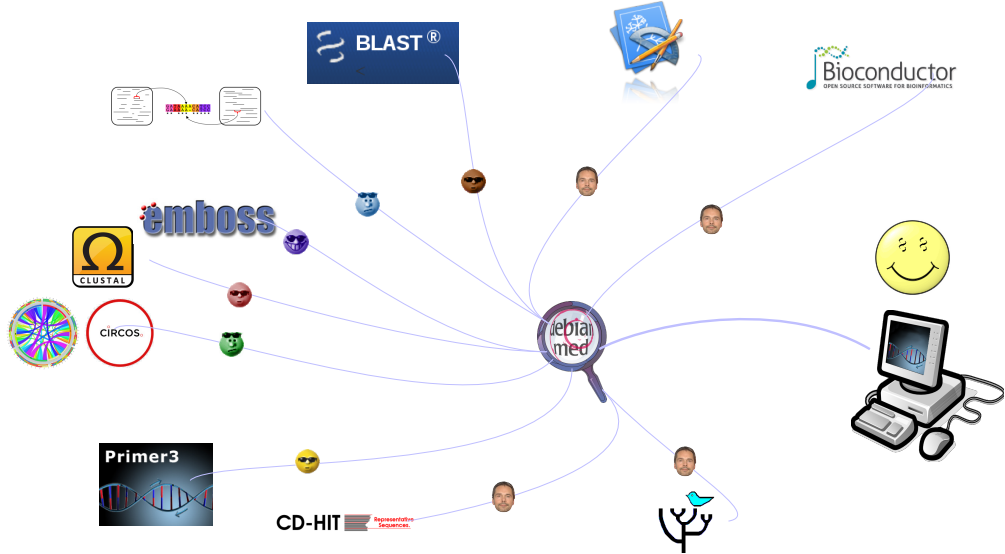 BLAST ®
Bioconductor
OPEN SOURCE SOFTWARE FOR BIOINFORMATICS
emboss
CLUSTAL
CIRCOS
debian
med
Primer3
CD-HIT
Representative
Sequences